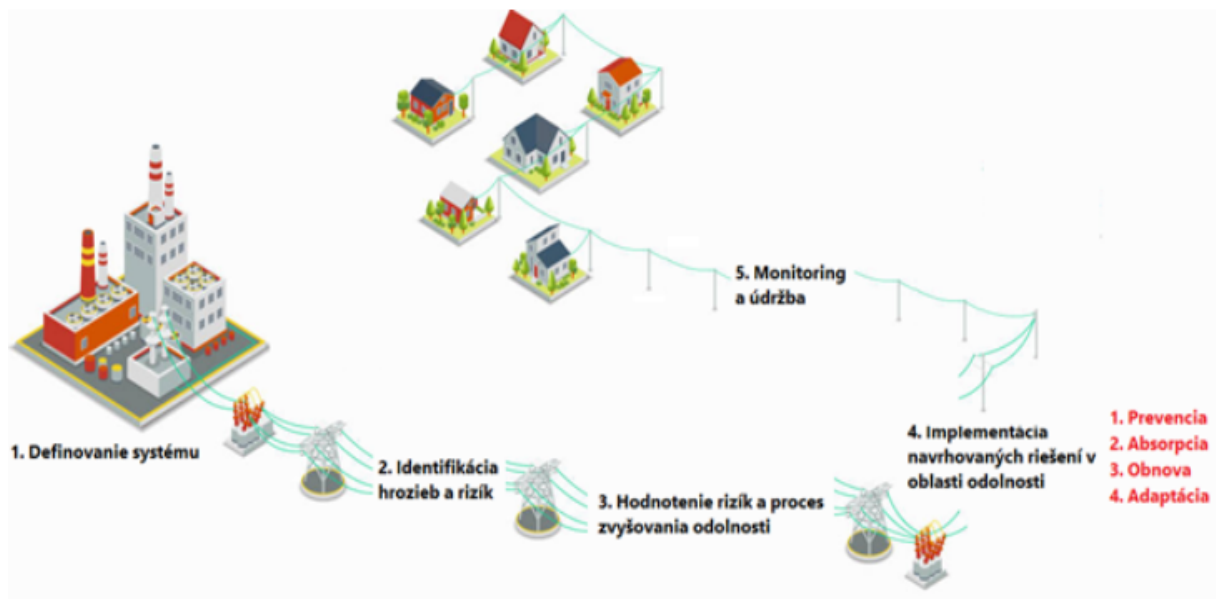 1. Definovanie systému
2. Identifikácia
hrozieb a rizík
3. Hodnotenie rizík a proces
zvyšovania odolnosti
4. Implementácia
navrhovaných riešení v
oblasti odolnosti
1. Prevencia
2. Absorpcia
3. Obnova
4. Adaptácia
5. Monitoring
a údržba